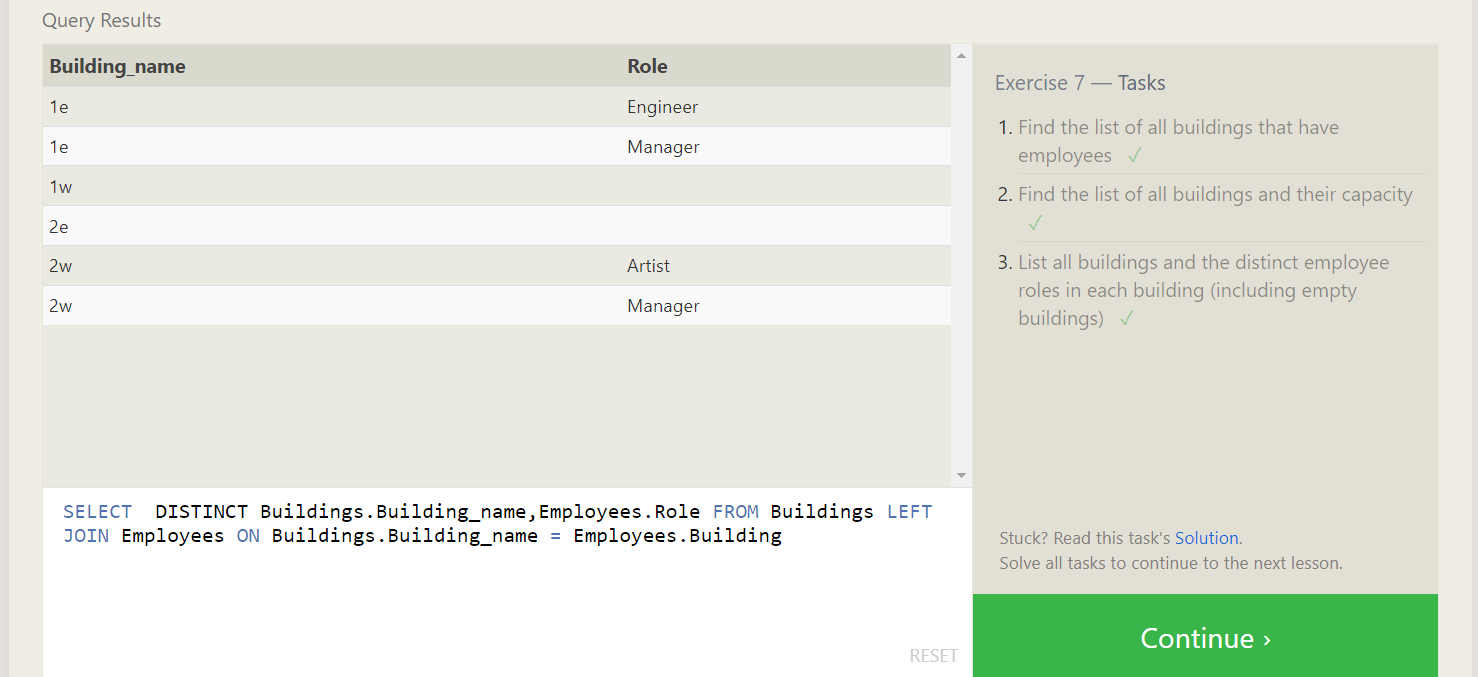 Query Results
Building_name Role
1e Engineer
1e Manager
1w
2e
2w Artist
2w Manager
SELECT  DISTINCT Buildings.Building_name,Employees.Role FROM Buildings LEFT
JOIN Employees ON Buildings.Building_name = Employees.Building
RESET
Exercise 7 — Tasks
1. Find the list of all buildings that have
employees ✓
2. Find the list of all buildings and their capacity
✓
3. List all buildings and the distinct employee
roles in each building (including empty
buildings) ✓
Stuck? Read this task's Solution.
Solve all tasks to continue to the next lesson.
Continue ›